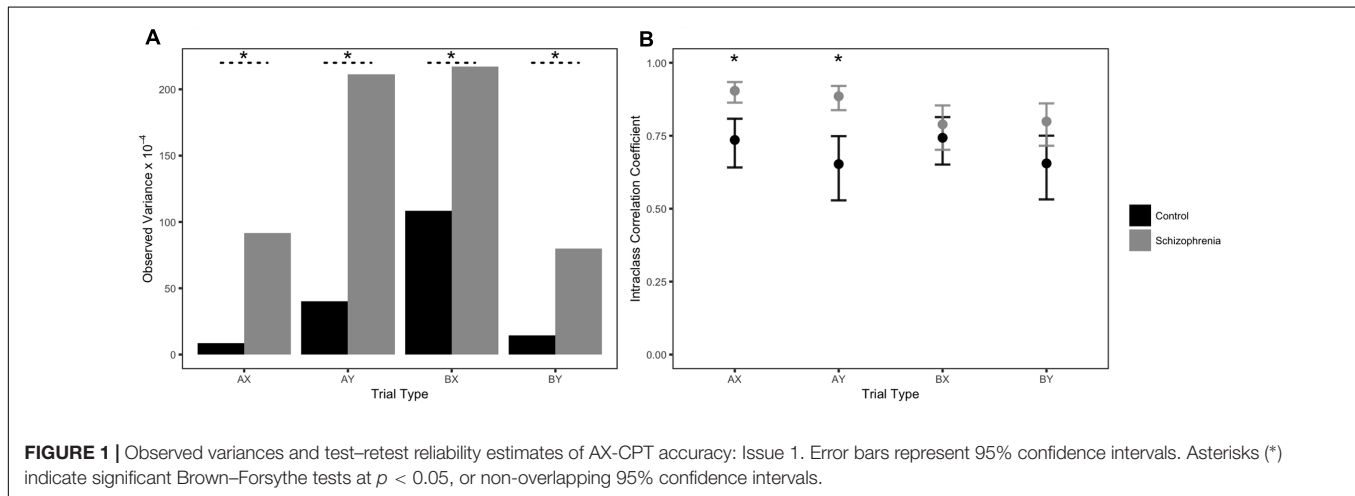 A
* * * *
200
150
100
50
0
Observed Variance x 10⁻⁴
AX AY BX BY
Trial Type
B
* *
1.00
0.75
0.50
0.25
0.00
Intraclass Correlation Coefficient
AX AY BX BY
Trial Type
Control
Schizophrenia
FIGURE 1 | Observed variances and test–retest reliability estimates of AX-CPT accuracy: Issue 1. Error bars represent 95% confidence intervals. Asterisks (*)
indicate significant Brown–Forsythe tests at p < 0.05, or non-overlapping 95% confidence intervals.